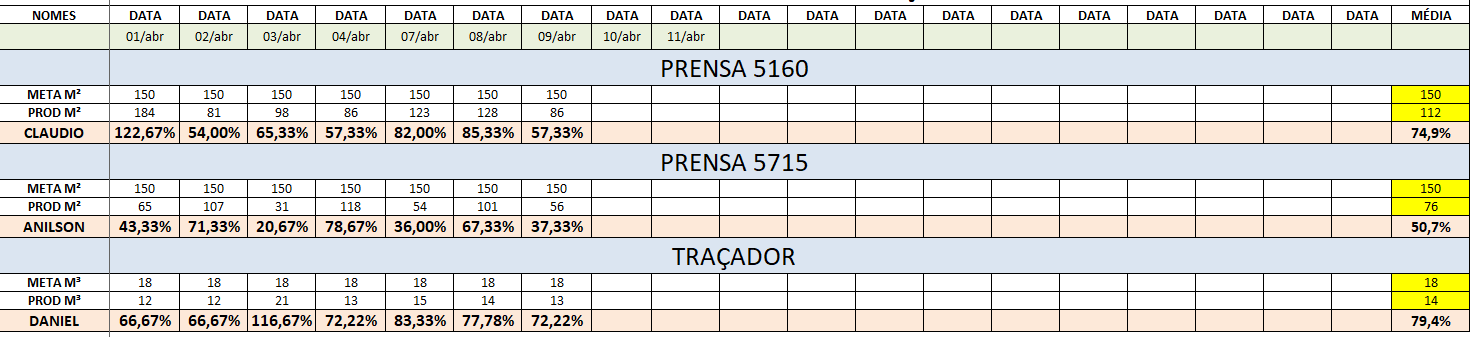 NOMES DATA DATA DATA DATA DATA DATA DATA DATA DATA DATA DATA DATA DATA DATA DATA DATA DATA DATA DATA MÉDIA
01/abr 02/abr 03/abr 04/abr 07/abr 08/abr 09/abr 10/abr 11/abr
PRENSA 5160
META M² 150 150 150 150 150 150 150 150
PROD M² 184 81 98 86 123 128 86 112
CLAUDIO 122,67% 54,00% 65,33% 57,33% 82,00% 85,33% 57,33% 74,9%
PRENSA 5715
META M² 150 150 150 150 150 150 150 150
PROD M² 65 107 31 118 54 101 56 76
ANILSON 43,33% 71,33% 20,67% 78,67% 36,00% 67,33% 37,33% 50,7%
TRAÇADOR
META M³ 18 18 18 18 18 18 18 18
PROD M³ 12 12 21 13 15 14 13 14
DANIEL 66,67% 66,67% 116,67% 72,22% 83,33% 77,78% 72,22% 79,4%